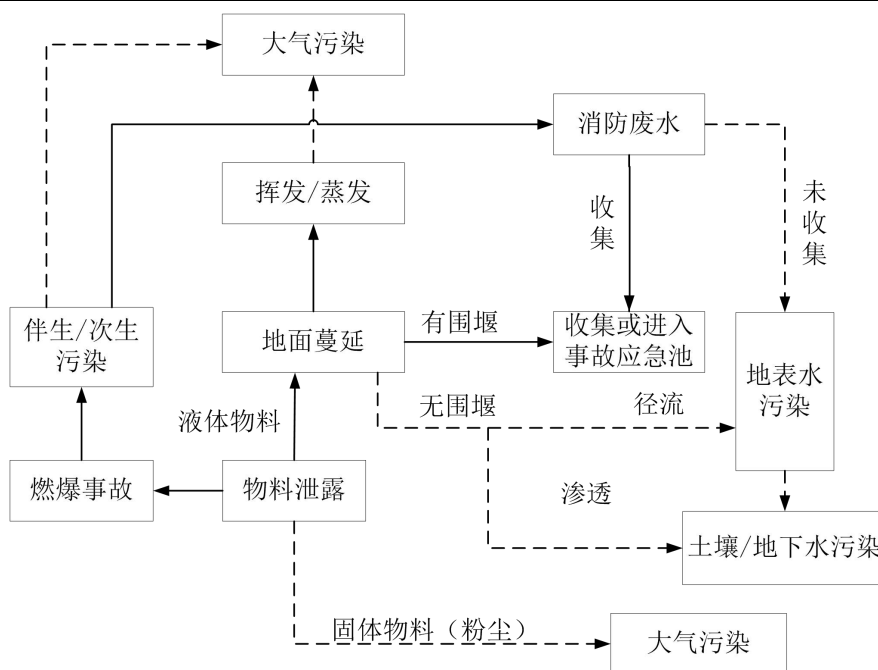 大气污染
消防废水
挥发/蒸发
收集
未收集
伴生/次生
污染
地面蔓延
有围堰
收集或进入
事故应急池
地表水
污染
液体物料
无围堰
径流
燃爆事故
物料泄露
渗透
土壤/地下水污染
固体物料（粉尘）
大气污染